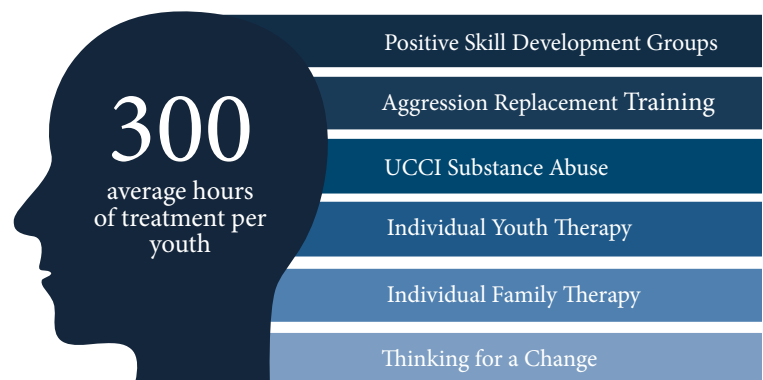 300
average hours
of treatment per
youth
Positive Skill Development Groups
Aggression Replacement Training
UCCI Substance Abuse
Individual Youth Therapy
Individual Family Therapy
Thinking for a Change